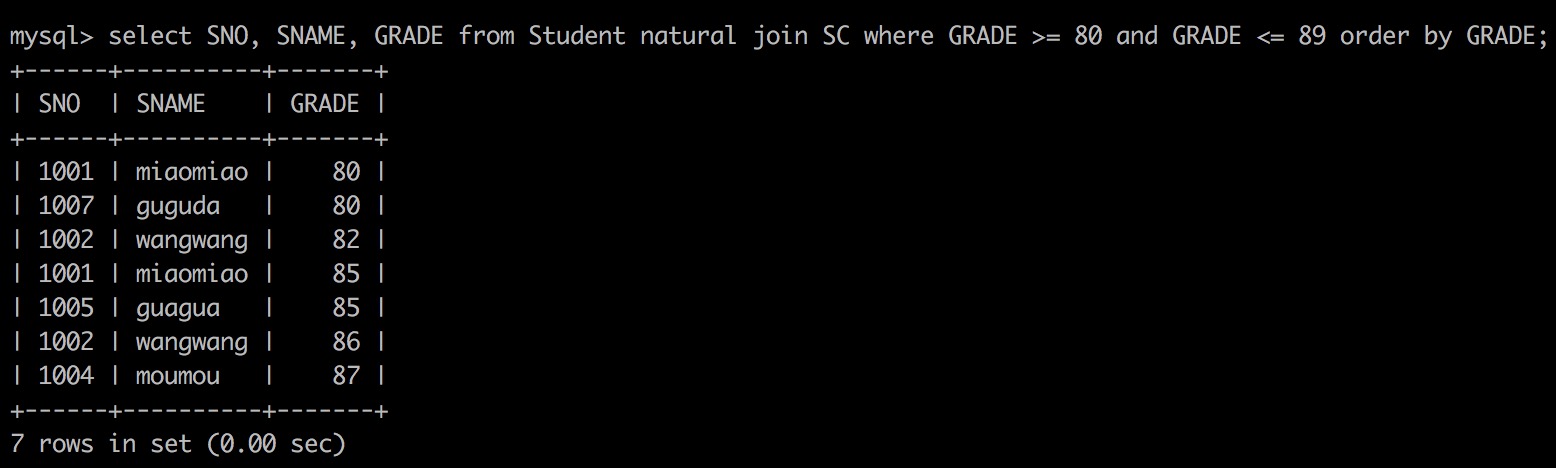 mysql> select SNO, SNAME, GRADE from Student natural join SC where GRADE >= 80 and GRADE <= 89 order by GRADE;
+------+----------+-------+
| SNO  | SNAME    | GRADE |
+------+----------+-------+
| 1001 | miaomiao |    80 |
| 1007 | guguda   |    80 |
| 1002 | wangwang |    82 |
| 1001 | miaomiao |    85 |
| 1005 | guagua   |    85 |
| 1002 | wangwang |    86 |
| 1004 | moumou   |    87 |
+------+----------+-------+
7 rows in set (0.00 sec)